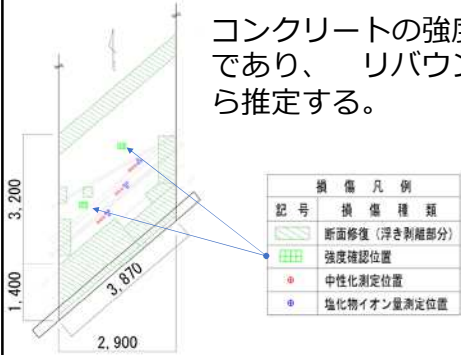 コンクリートの強度
であり、 リバウン
ら推定する。
3,200
1,400
3,870
2,900
損傷凡例
記号 損傷種類
断面修復（浮き剥離部分）
強度確認位置
中性化測定位置
塩化物イオン量測定位置